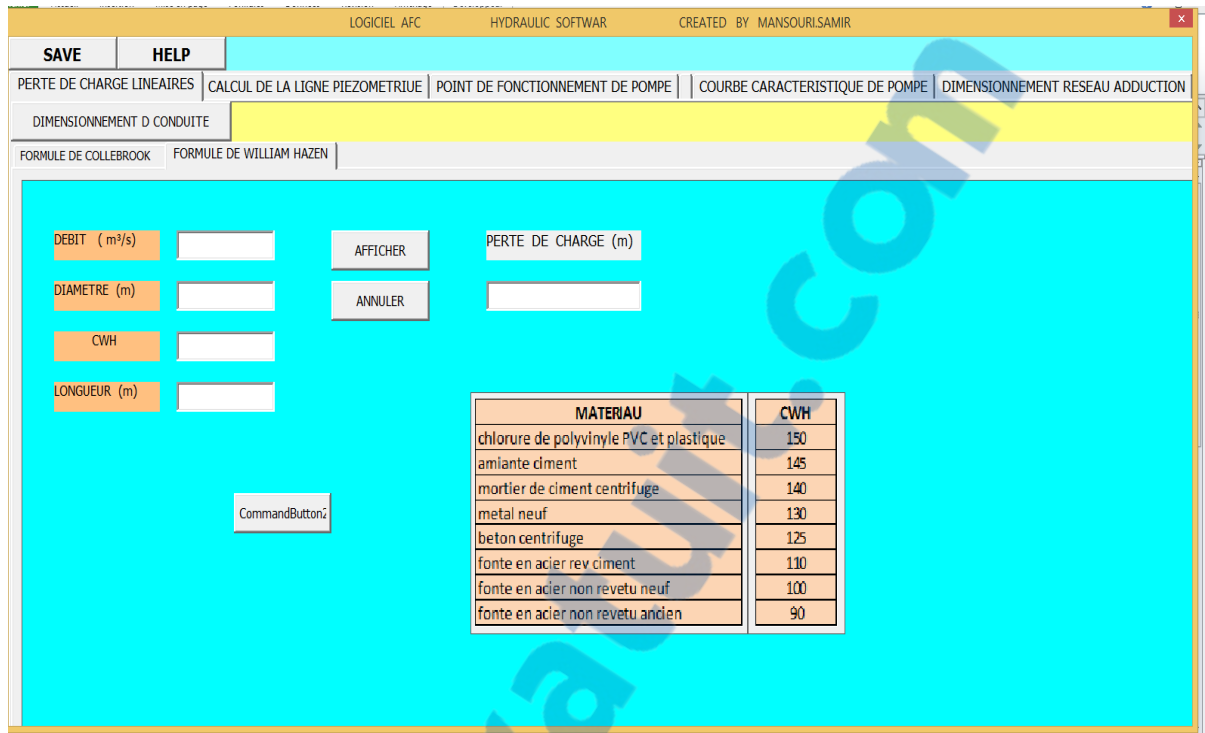 LOGICIEL AFC HYDRAULIC SOFTWAR CREATED BY MANSOURI.SAMIR x
SAVE HELP
PERTE DE CHARGE LINEAIRES CALCUL DE LA LIGNE PIEZOMETRIUE POINT DE FONCTIONNEMENT DE POMPE COURBE CARACTERISTIQUE DE POMPE DIMENSIONNEMENT RESEAU ADDUCTION
DIMENSIONNEMENT D CONDUITE
FORMULE DE COLLEBROOK FORMULE DE WILLIAM HAZEN
DEBIT ( m³/s) AFFICHER PERTE DE CHARGE (m)
DIAMETRE (m) ANNULER
CWH
LONGUEUR (m)
MATERIAU CWH
chlorure de polyvinyle PVC et plastique 150
amiante ciment 145
mortier de ciment centrifuge 140
metal neuf 130
beton centrifuge 125
fonte en acier rev ciment 110
fonte en acier non revetu neuf 100
fonte en acier non revetu ancien 90
CommandButton2
atuit.com